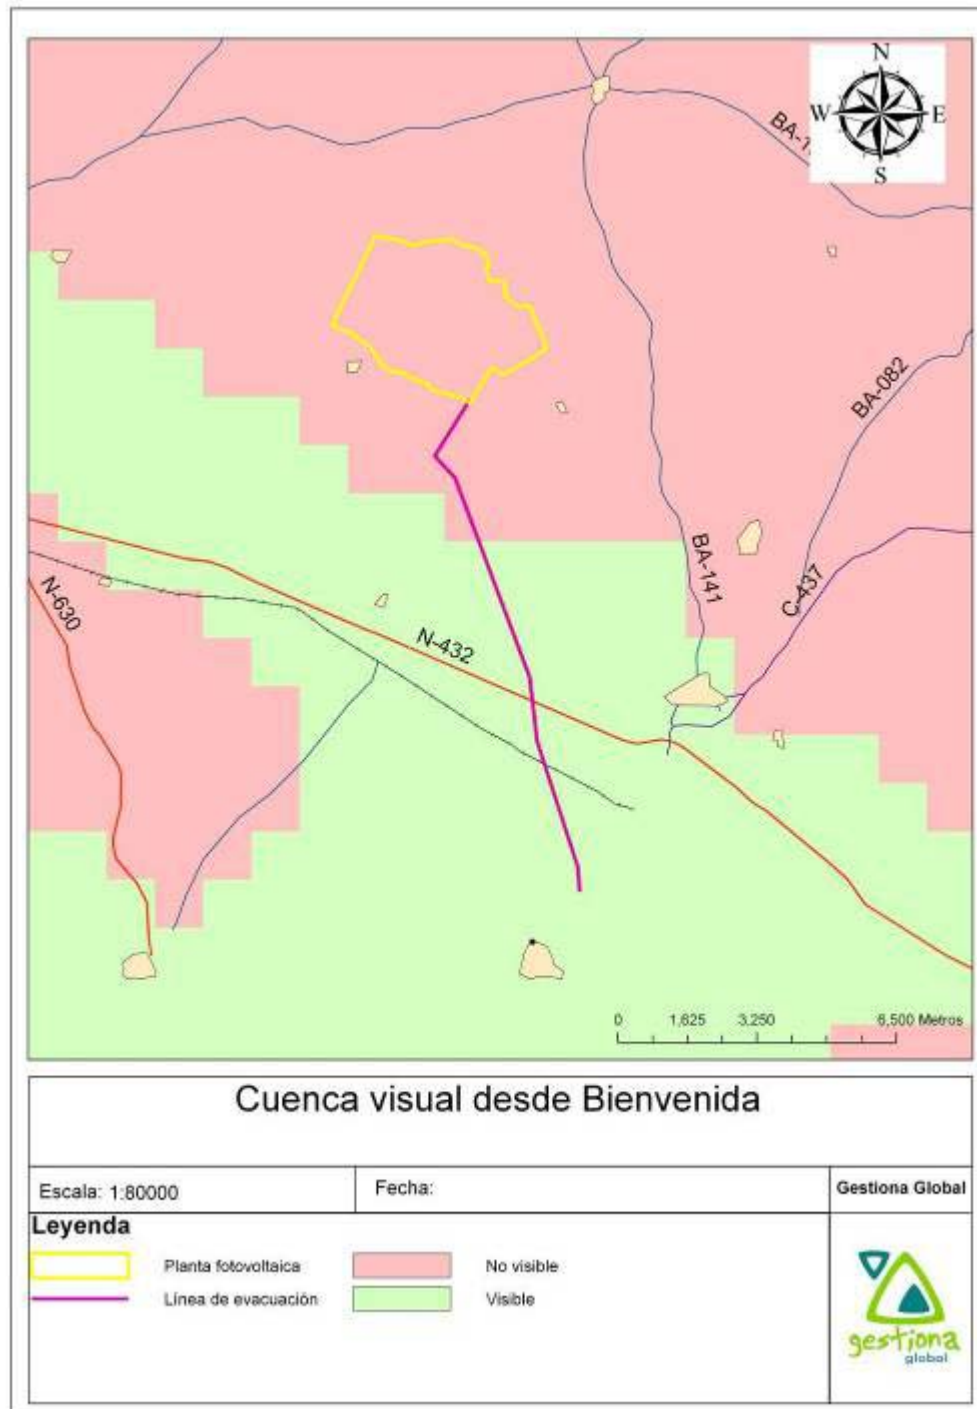 N
W E
S
BA-1
BA-082
BA-141
C-437
N-630
N-432
0 1,625 3,250 6,500 Metros
Cuenca visual desde Bienvenida
Escala: 1:80000
Fecha:
Gestiona Global
Leyenda
Planta fotovoltaica
No visible
Línea de evacuación
Visible
gestiona
global